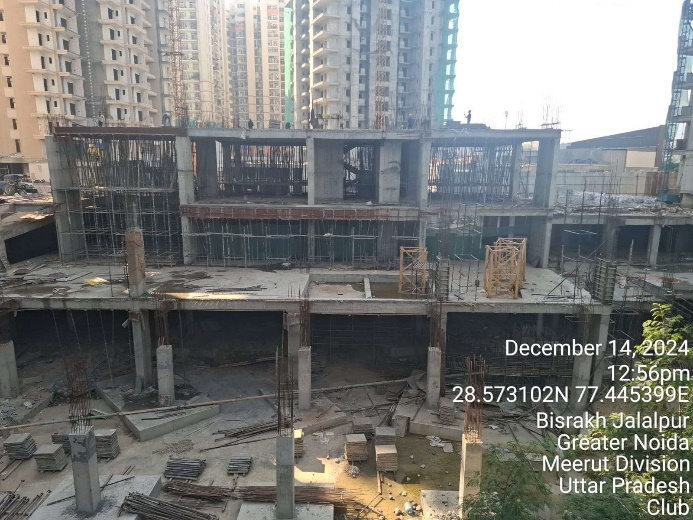 December 14, 2024
12:56pm
28.573102N 77.445399E
Bisrakh Jalalpur
Greater Noida
Meerut Division
Uttar Pradesh
Club